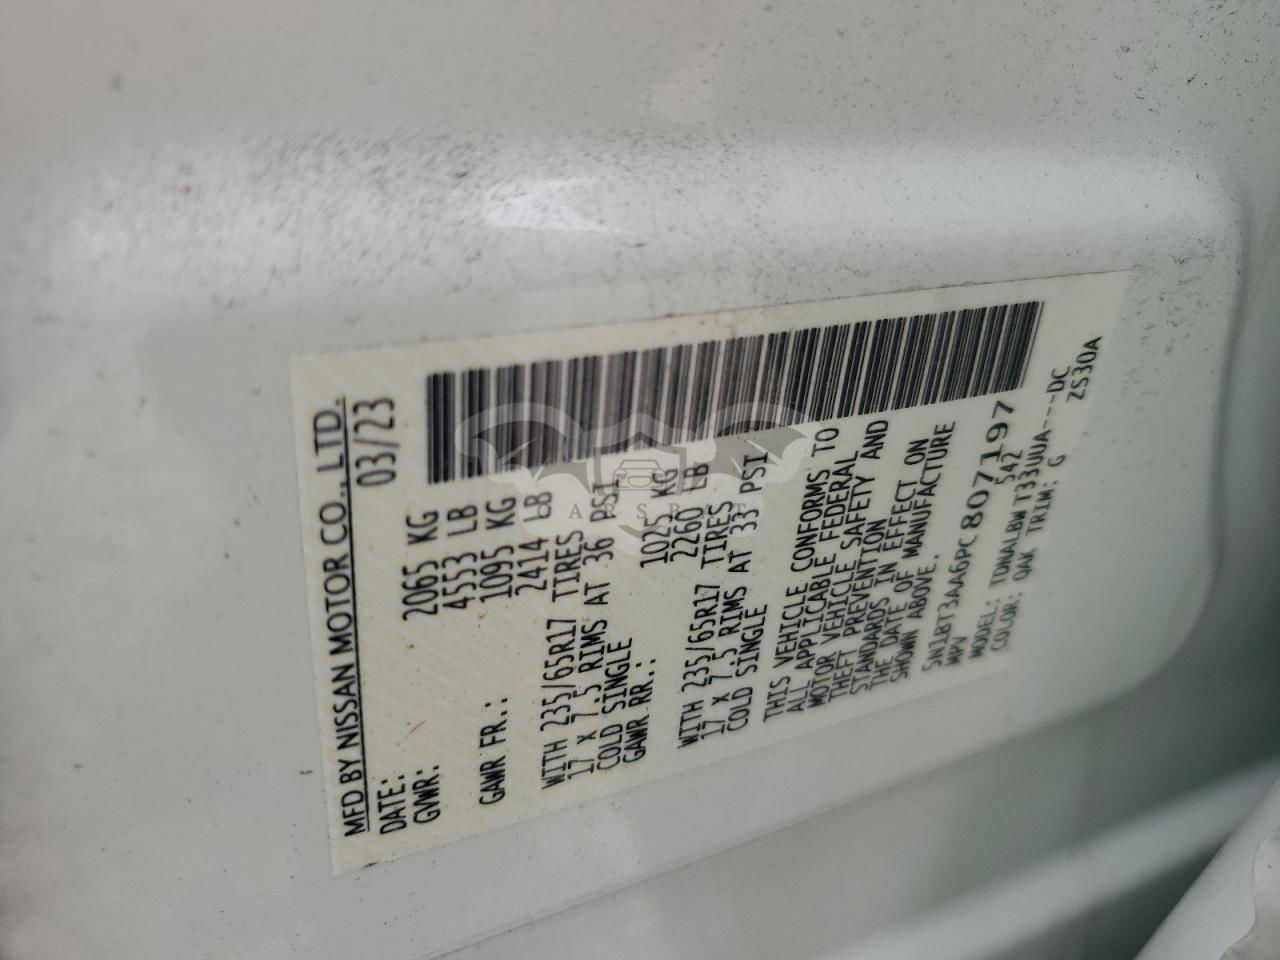 MFD BY NISSAN MOTOR CO., LTD.
DATE: 03/23
GVWR: 2065 KG
4553 LB
GAWR FR.: 1095 KG
2414 LB
WITH 235/65R17 TIRES
17 X 7.5 RIMS AT 36 PSI
COLD SINGLE
GAWR RR.: 1025 KG
2260 LB
WITH 235/65R17 TIRES
17 X 7.5 RIMS AT 33 PSI
COLD SINGLE
THIS VEHICLE CONFORMS TO
ALL APPLICABLE FEDERAL
MOTOR VEHICLE SAFETY AND
THEFT PREVENTION
STANDARDS IN EFFECT ON
THE DATE OF MANUFACTURE
SHOWN ABOVE.
5N1BT3AA6PC807197
MPV 542
MODEL: TDNALBWT33UUA---DC
COLOR: QAK TRIM: G ZS30A
CARSBAT